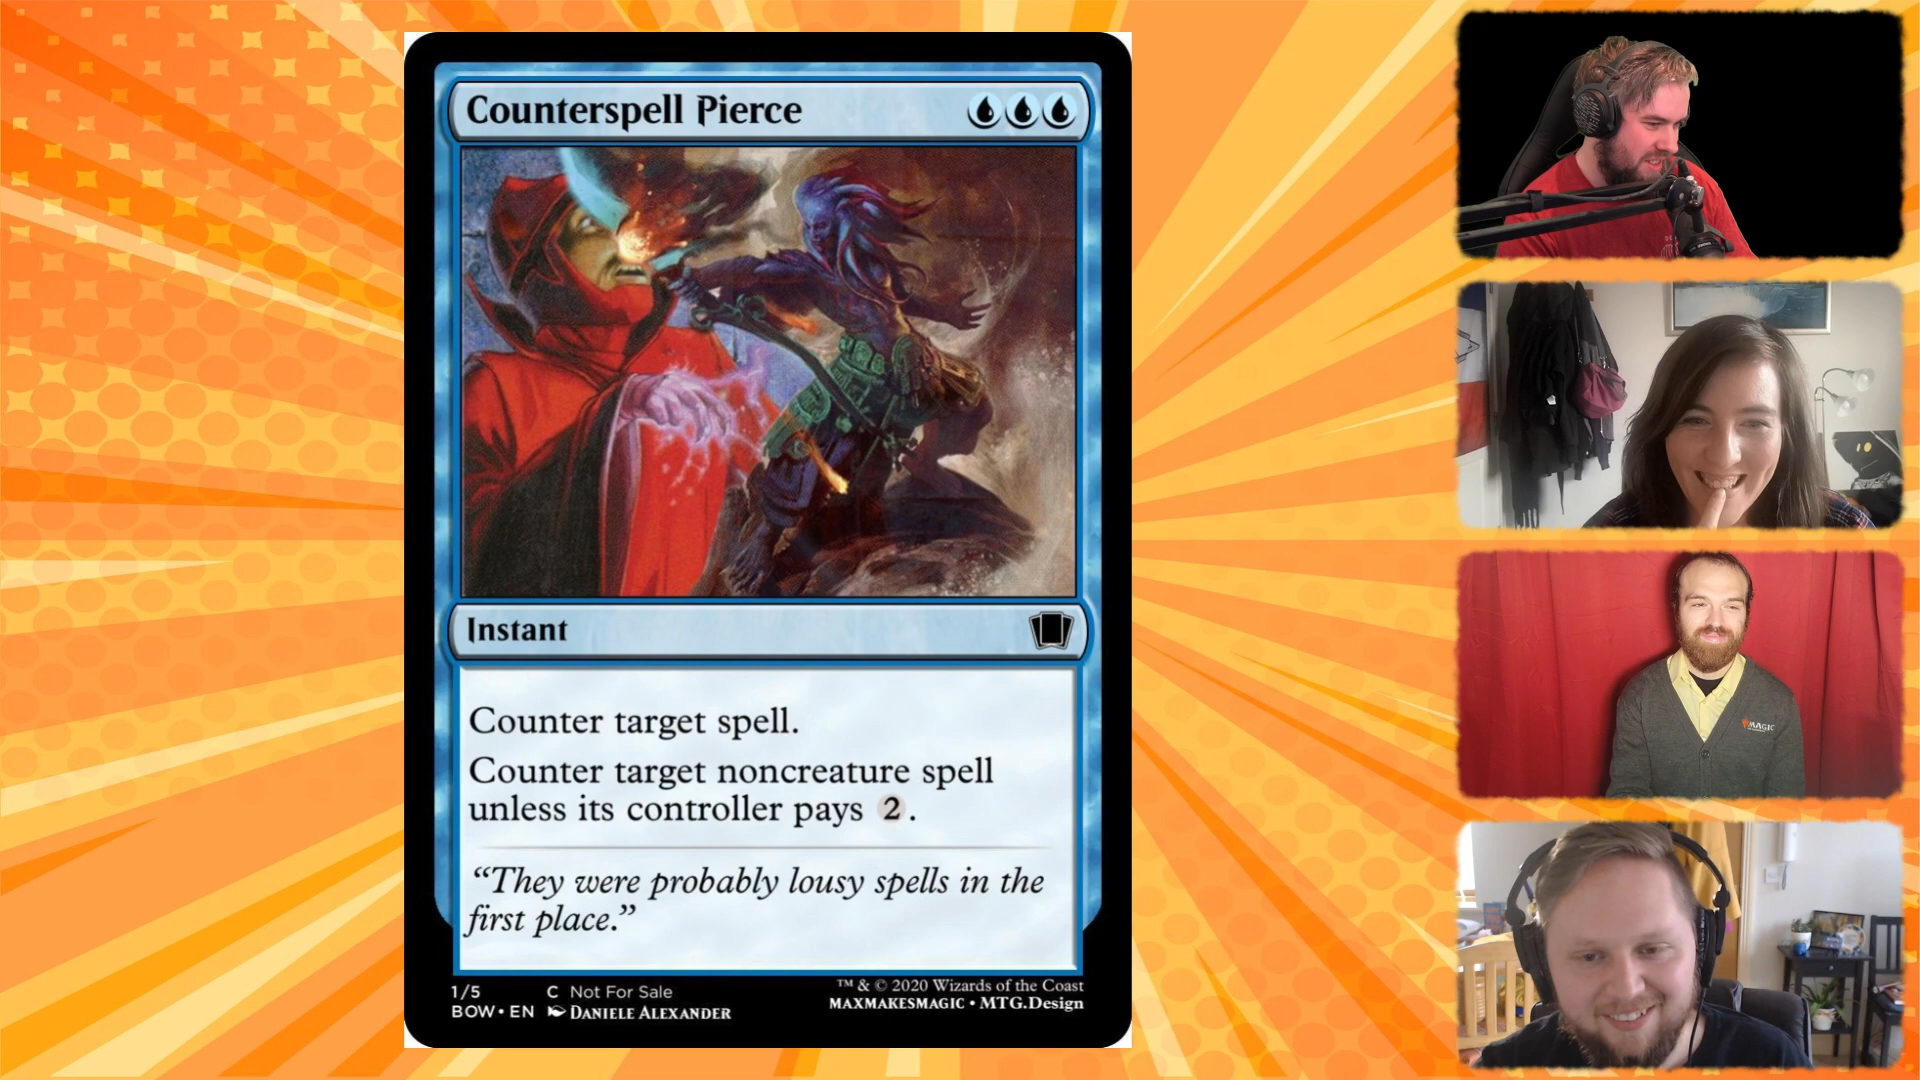 Counterspell Pierce
Instant
Counter target spell.
Counter target noncreature spell
unless its controller pays 2.
“They were probably lousy spells in the
first place.”
1/5 C Not For Sale
BOW • EN DANIELE ALEXANDER
™ & © 2020 Wizards of the Coast
MAXMAKESMAGIC • MTG.Design
MAGIC